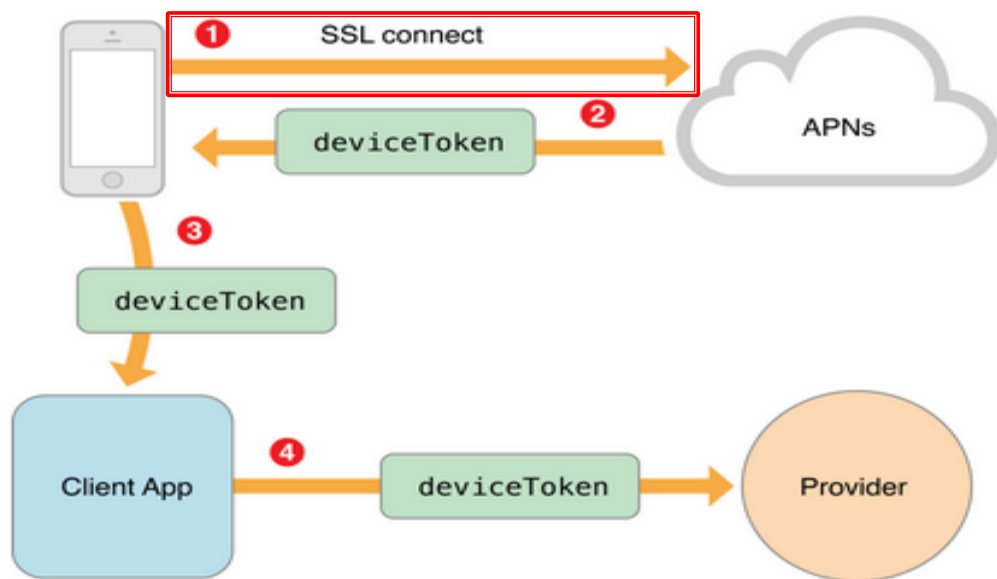 1 SSL connect
2
deviceToken
APNs
3
deviceToken
Client App
4
deviceToken
Provider